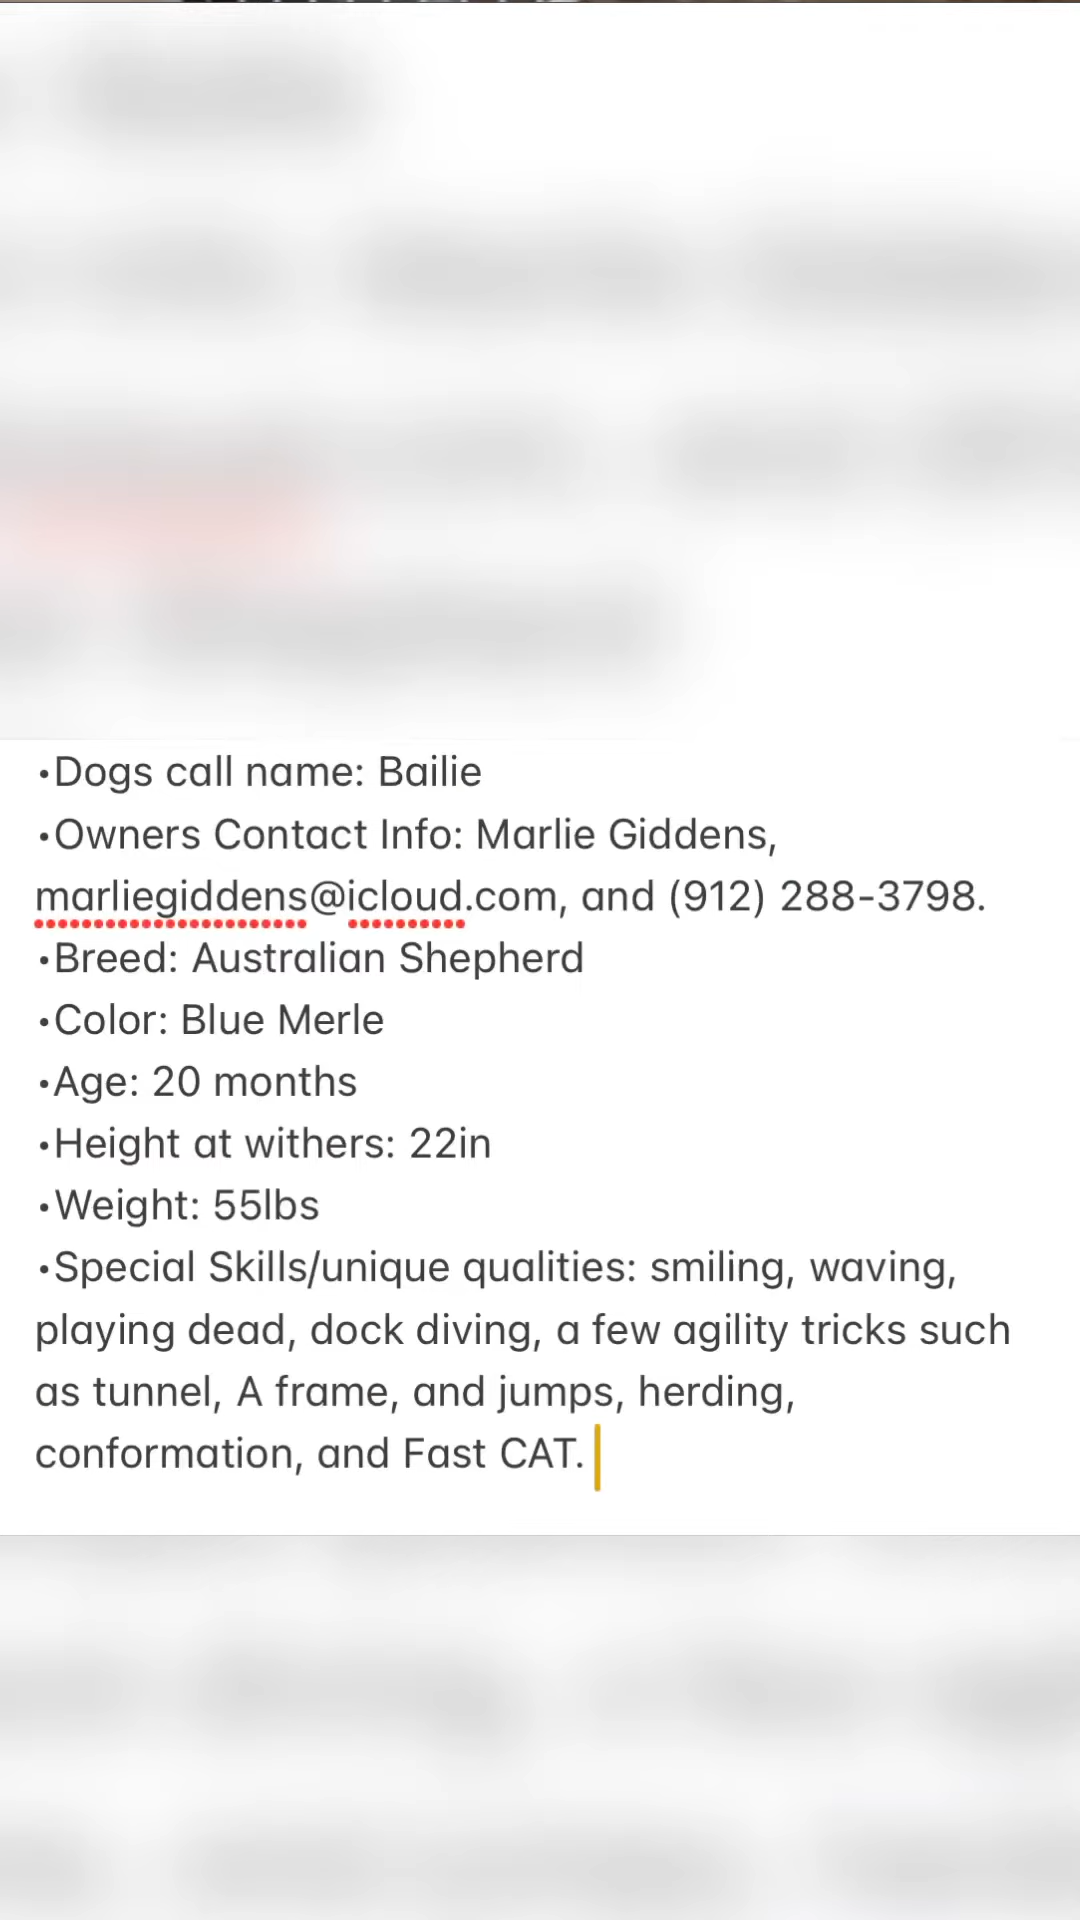 •Dogs call name: Bailie
•Owners Contact Info: Marlie Giddens,
marliegiddens@icloud.com, and (912) 288-3798.
•Breed: Australian Shepherd
•Color: Blue Merle
•Age: 20 months
•Height at withers: 22in
•Weight: 55lbs
•Special Skills/unique qualities: smiling, waving,
playing dead, dock diving, a few agility tricks such
as tunnel, A frame, and jumps, herding,
conformation, and Fast CAT.